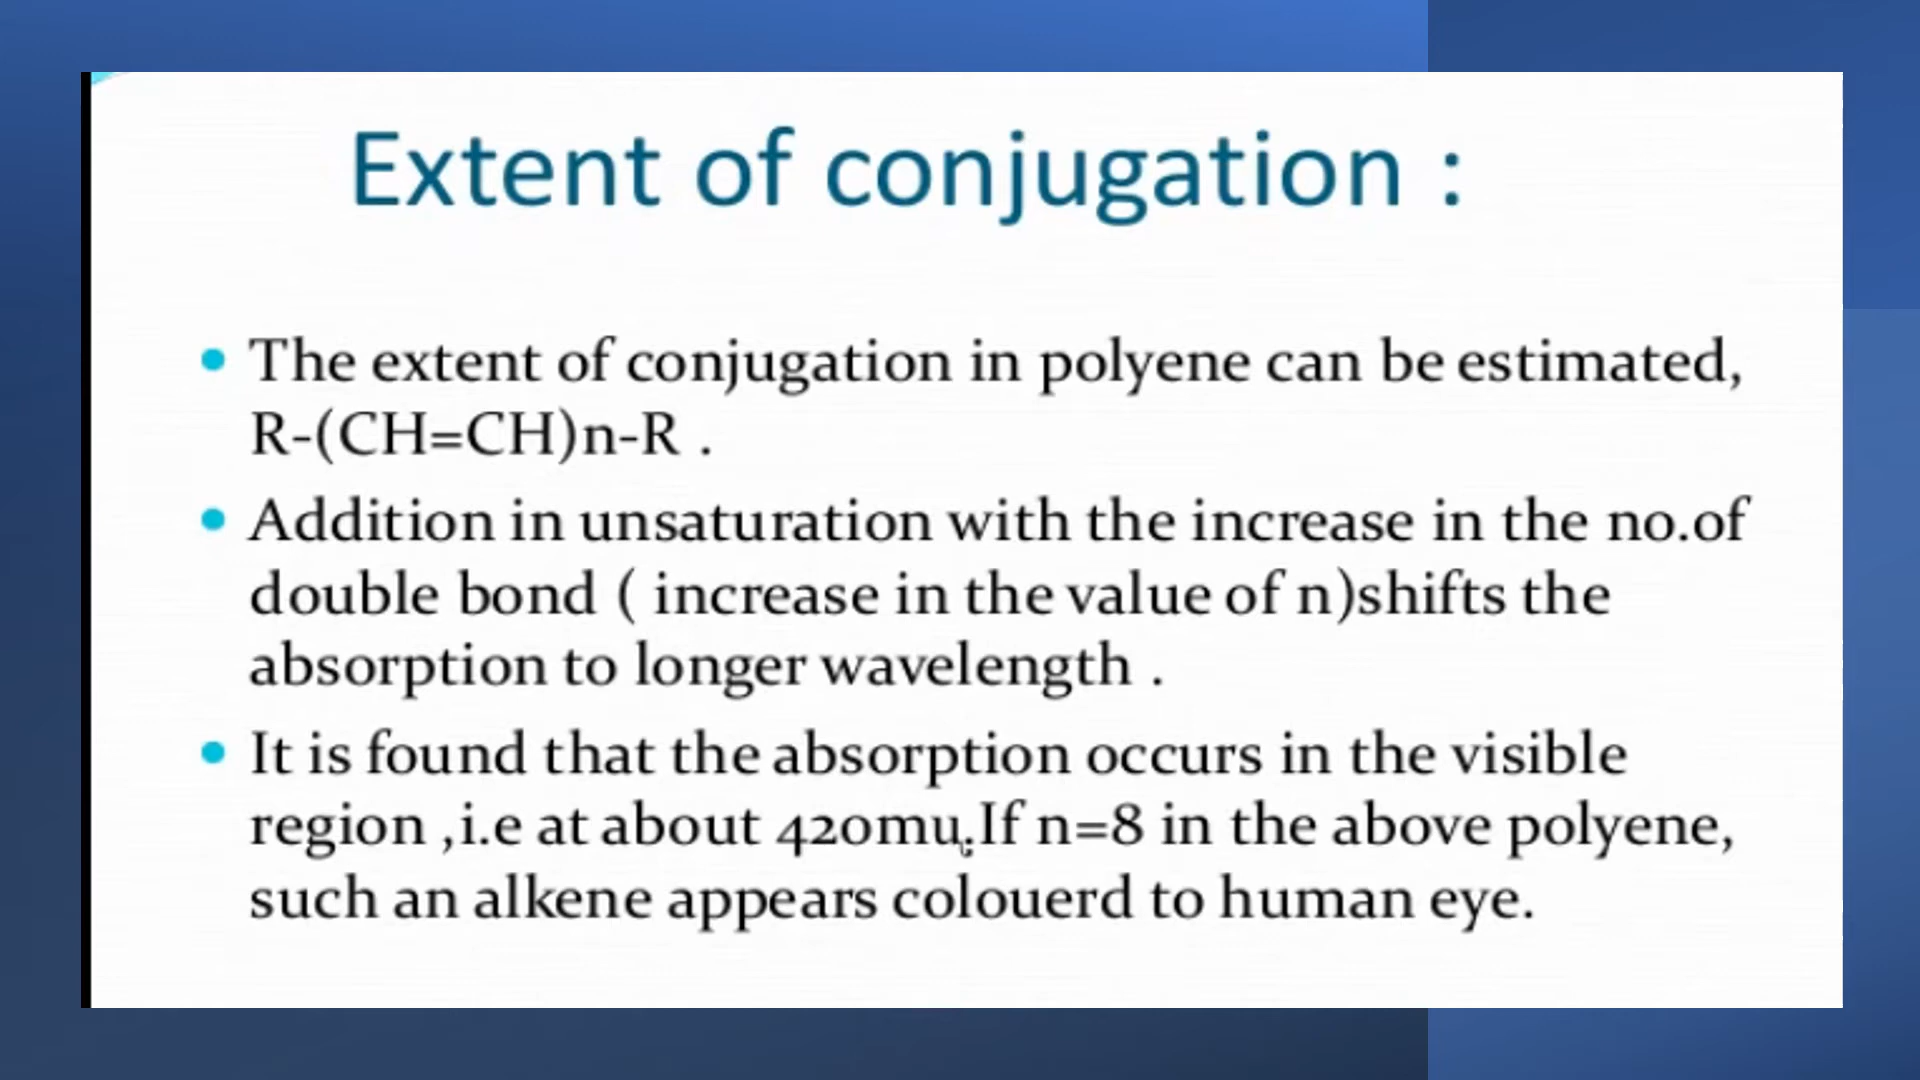 Extent of conjugation :
The extent of conjugation in polyene can be estimated,
R-(CH=CH)n-R .
Addition in unsaturation with the increase in the no.of
double bond ( increase in the value of n)shifts the
absorption to longer wavelength .
It is found that the absorption occurs in the visible
region ,i.e at about 420mu.If n=8 in the above polyene,
such an alkene appears colouerd to human eye.